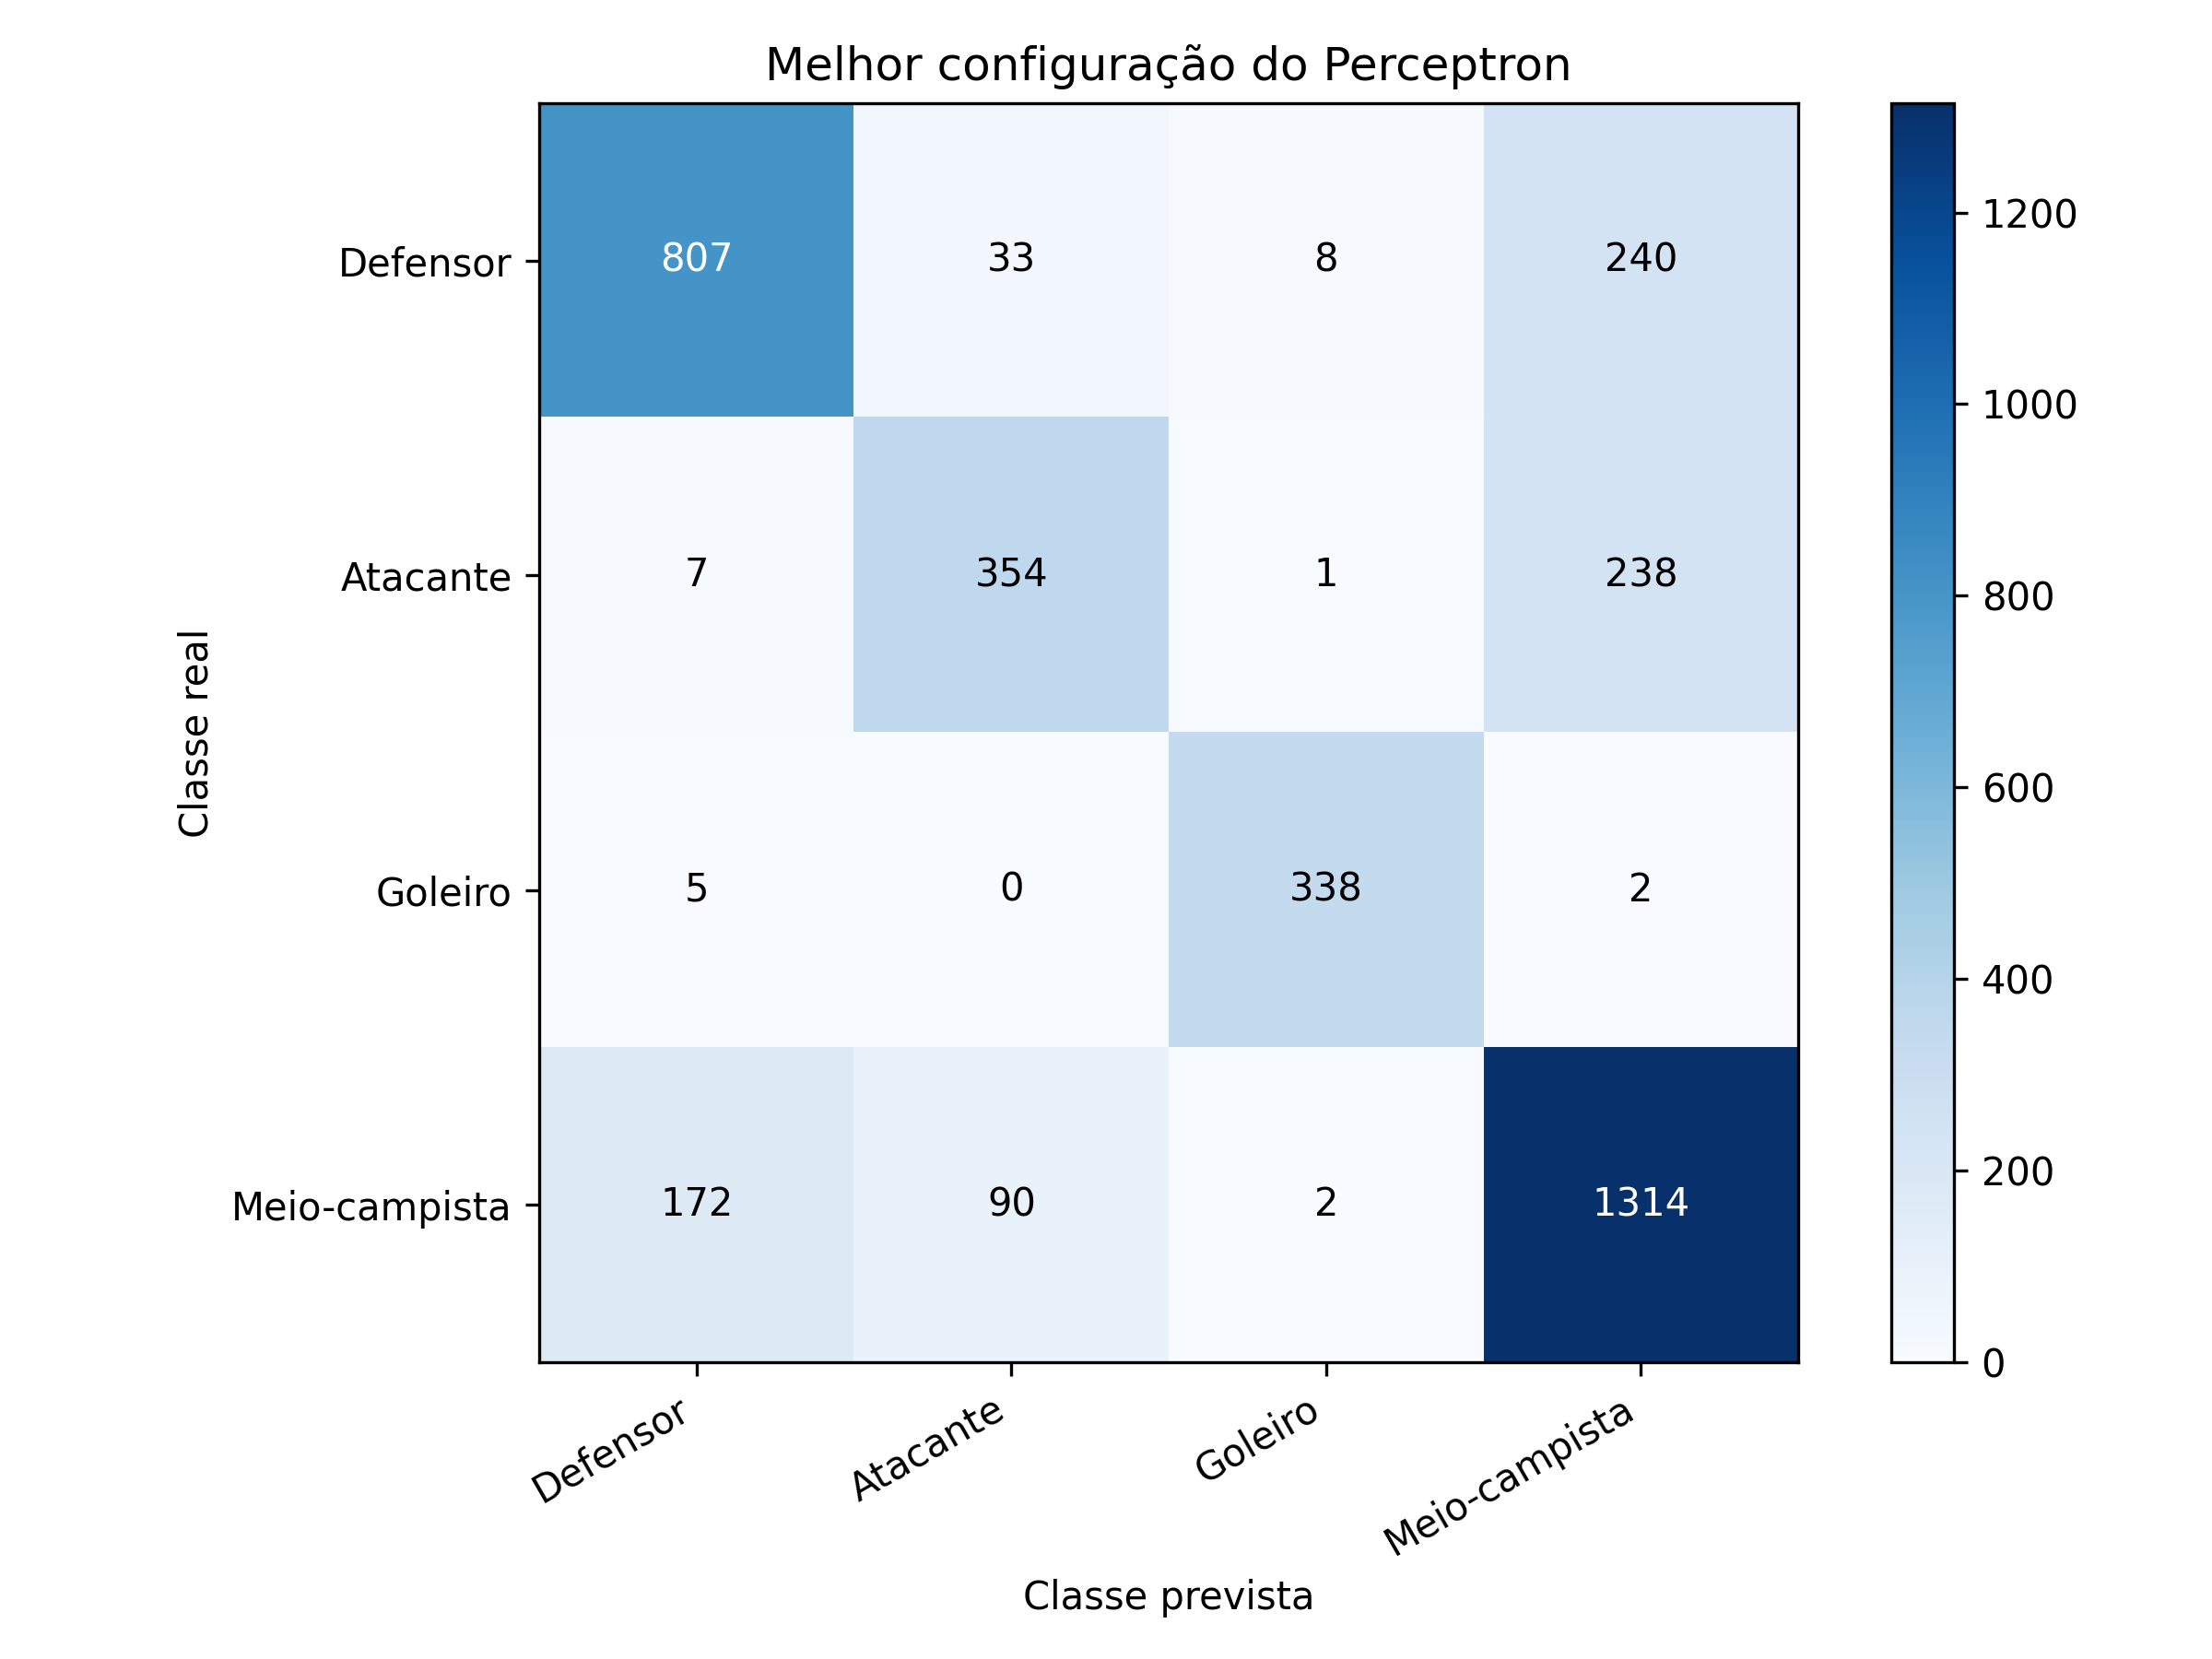 Melhor configuração do Perceptron
Defensor 807 33 8 240
Atacante 7 354 1 238
Goleiro 5 0 338 2
Meio-campista 172 90 2 1314
Classe real
Defensor Atacante Goleiro Meio-campista
Classe prevista
1200
1000
800
600
400
200
0